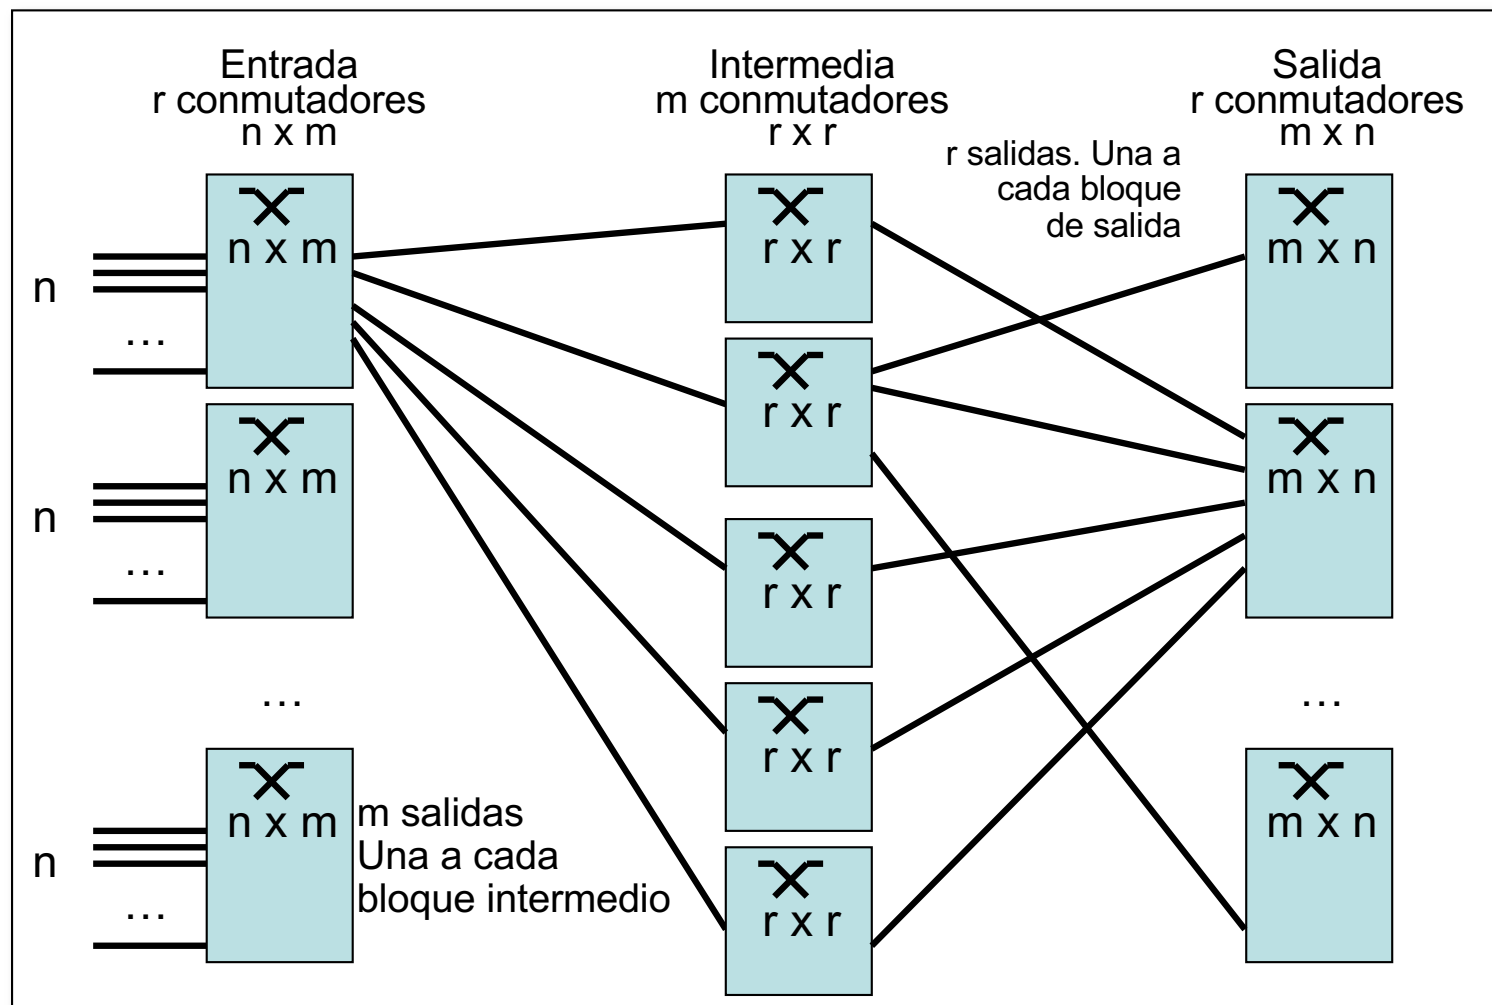 Entrada
r conmutadores
n x m
Intermedia
m conmutadores
r x r
Salida
r conmutadores
m x n
r salidas. Una a
cada bloque
de salida
n x m
r x r
m x n
n
...
r x r
n x m
m x n
n
...
r x r
...
...
r x r
n x m
m x n
m salidas
Una a cada
bloque intermedio
n
...
r x r